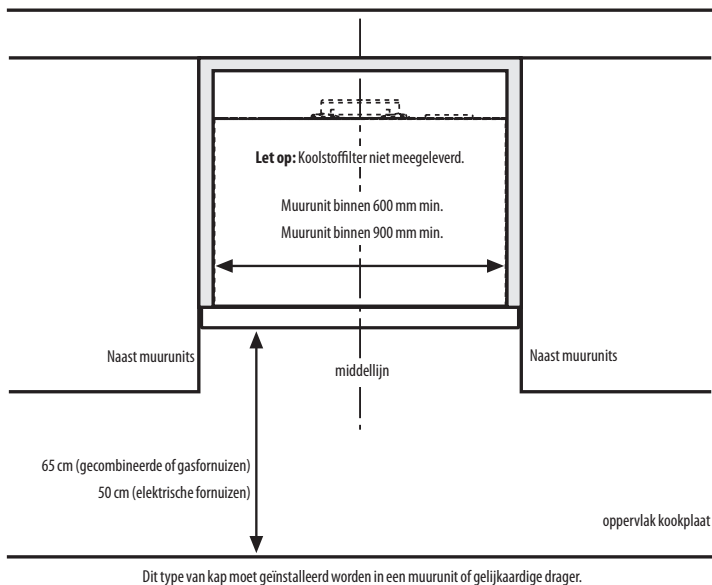 Let op: Koolstoffilter niet meegeleverd.
Muurunit binnen 600 mm min.
Muurunit binnen 900 mm min.
Naast muurunits
middellijn
Naast muurunits
65 cm (gecombineerde of gasfornuizen)
50 cm (elektrische fornuizen)
oppervlak kookplaat
Dit type van kap moet geïnstalleerd worden in een muurunit of gelijkaardige drager.